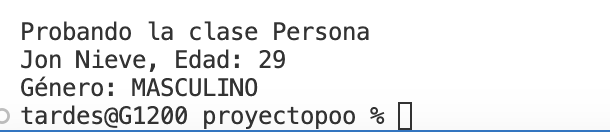 Probando la clase Persona
Jon Nieve, Edad: 29
Género: MASCULINO
tardes@G1200 proyectopoo %